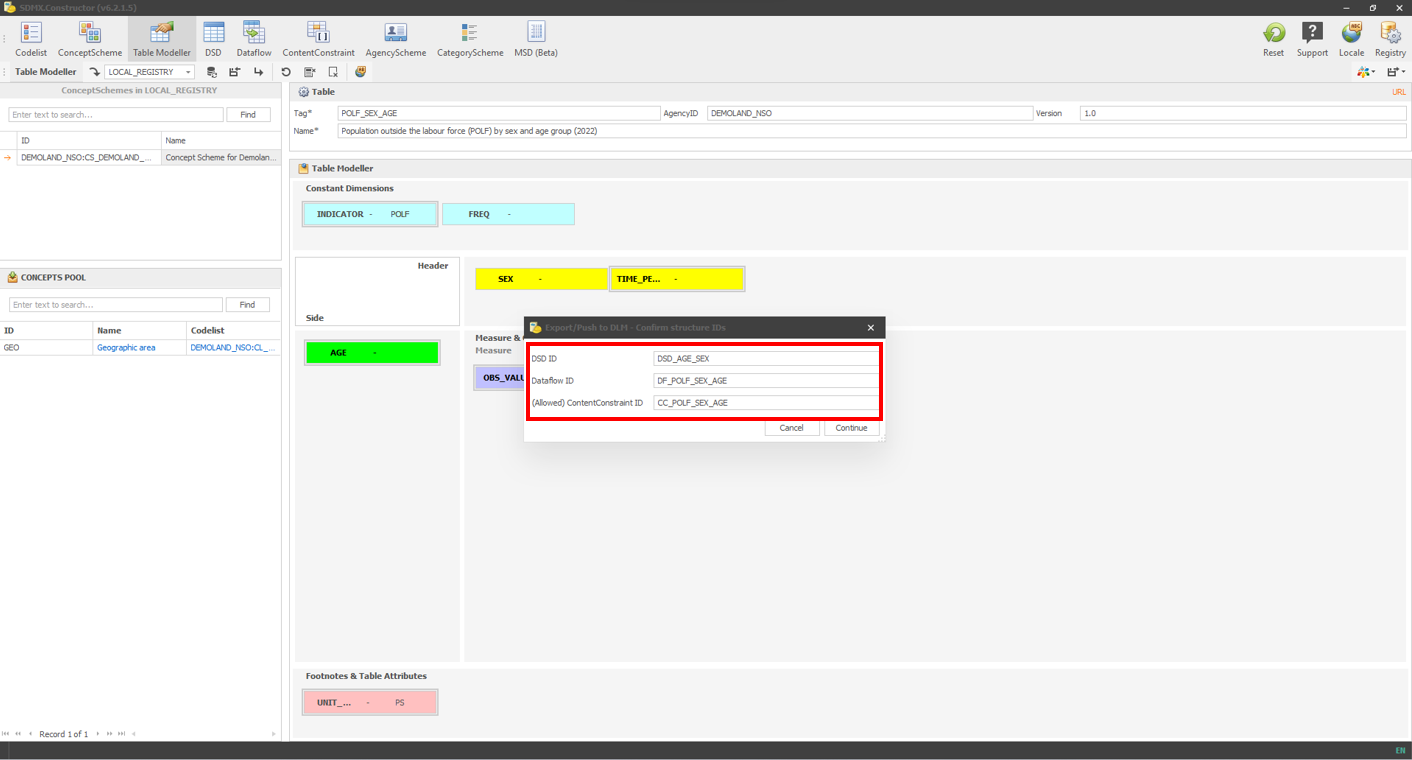 SDMX.Constructor (v6.2.1.5)
Codelist ConceptScheme Table Modeller DSD Dataflow ContentConstraint AgencyScheme CategoryScheme MSD (Beta) Reset Support Locale Registry
Table Modeller LOCAL_REGISTRY
ConceptSchemes in LOCAL_REGISTRY
Enter text to search... Find
ID Name
DEMOLAND_NSO:CS_DEMOLAND_... Concept Scheme for Demolan...
CONCEPTS POOL
Enter text to search... Find
ID Name Codelist
GEO Geographic area DEMOLAND_NSO:CL_...
Record 1 of 1
Table URL
Tag* POLF_SEX_AGE AgencyID DEMOLAND_NSO Version 1.0
Name* Population outside the labour force (POLF) by sex and age group (2022)
Table Modeller
Constant Dimensions
INDICATOR - POLF FREQ -
Header
Side
SEX - TIME_PE... -
AGE -
Measure &
Measure
OBS_VALU
Export/Push to DLM - Confirm structure IDs
DSD ID DSD_AGE_SEX
Dataflow ID DF_POLF_SEX_AGE
(Allowed) ContentConstraint ID CC_POLF_SEX_AGE
Cancel Continue
Footnotes & Table Attributes
UNIT_... - PS
EN